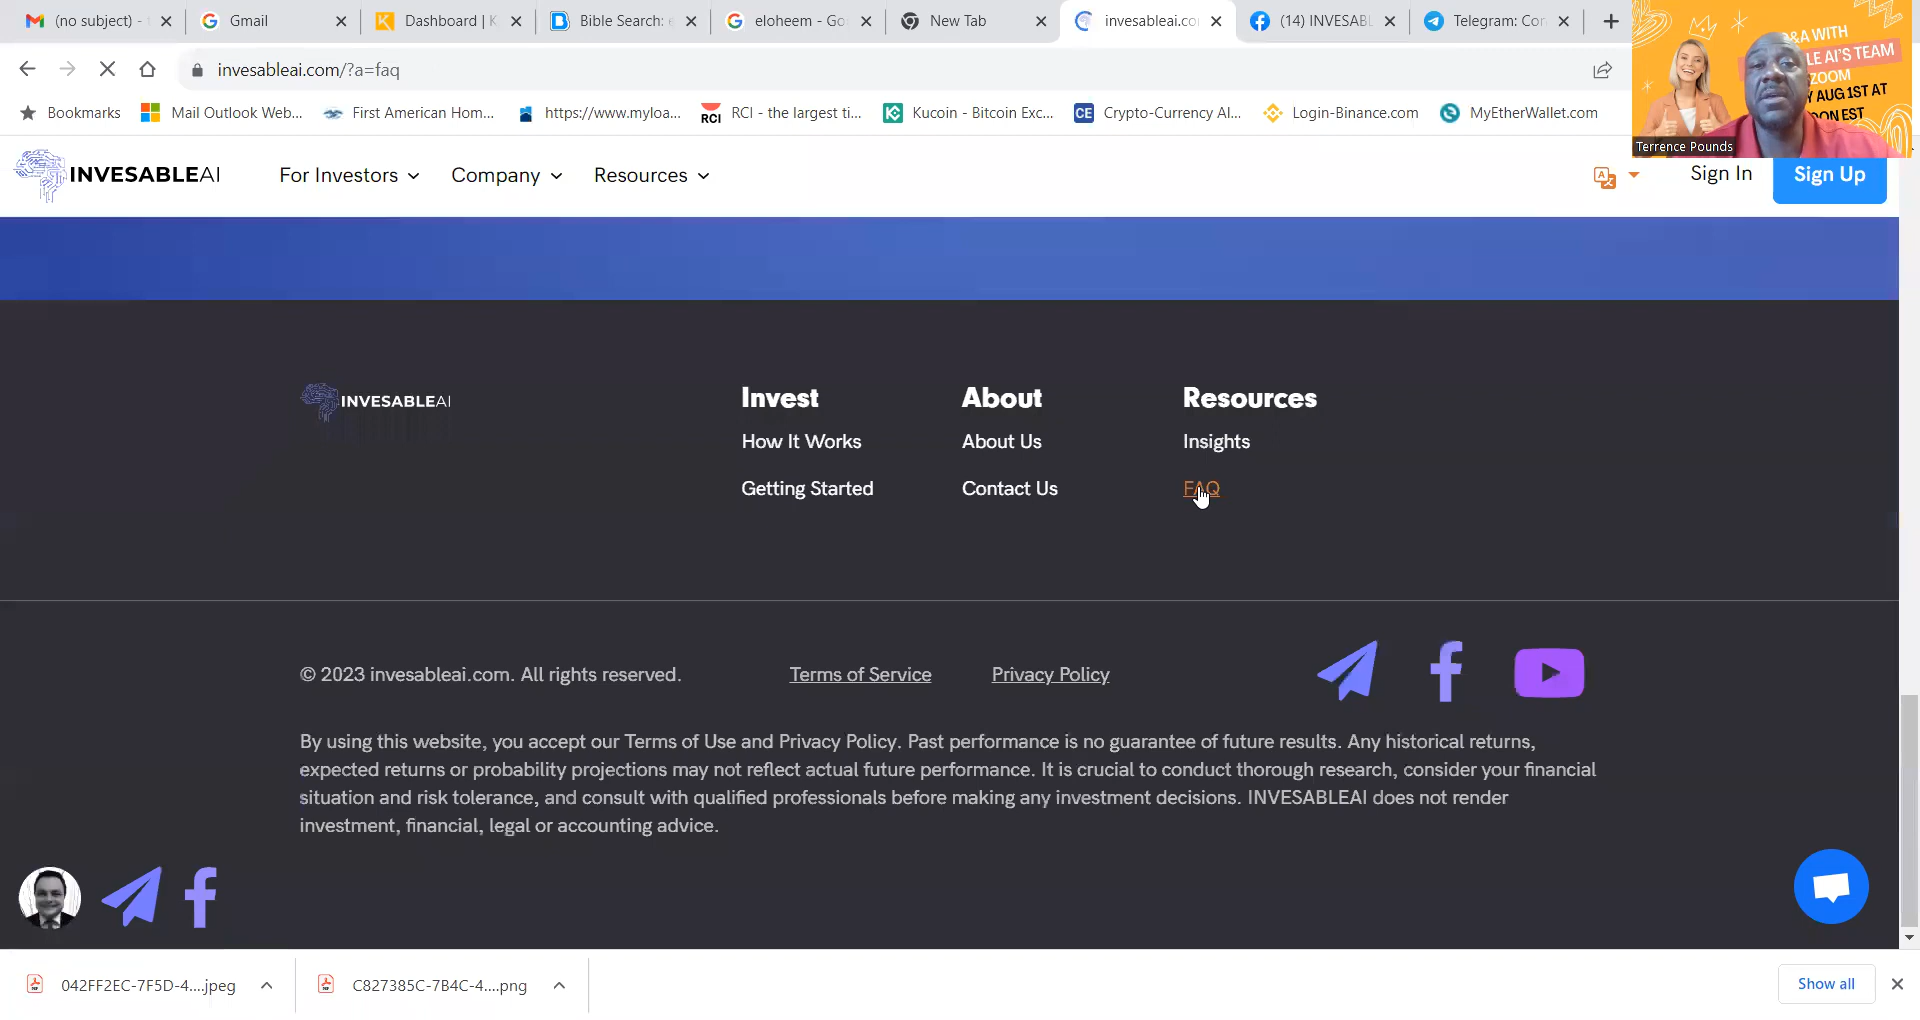 (no subject) -
Gmail
Dashboard | K
Bible Search: e
eloheem - Go
New Tab
invesableai.co
(14) INVESABL
Telegram: Con
invesableai.com/?a=faq
Q&A WITH
LE AI'S TEAM
ZOOM
Y AUG 1ST AT
OON EST
Terrence Pounds
Bookmarks
Mail Outlook Web...
First American Hom...
https://www.myloa...
RCI
RCI - the largest ti...
Kucoin - Bitcoin Exc...
CE
Crypto-Currency AI...
Login-Binance.com
MyEtherWallet.com
INVESABLEAI
For Investors
Company
Resources
Sign In
Sign Up
INVESABLEAI
Invest
How It Works
Getting Started
About
About Us
Contact Us
Resources
Insights
FAQ
© 2023 invesableai.com. All rights reserved.
Terms of Service
Privacy Policy
By using this website, you accept our Terms of Use and Privacy Policy. Past performance is no guarantee of future results. Any historical returns,
expected returns or probability projections may not reflect actual future performance. It is crucial to conduct thorough research, consider your financial
situation and risk tolerance, and consult with qualified professionals before making any investment decisions. INVESABLEAI does not render
investment, financial, legal or accounting advice.
042FF2EC-7F5D-4....jpeg
C827385C-7B4C-4....png
Show all